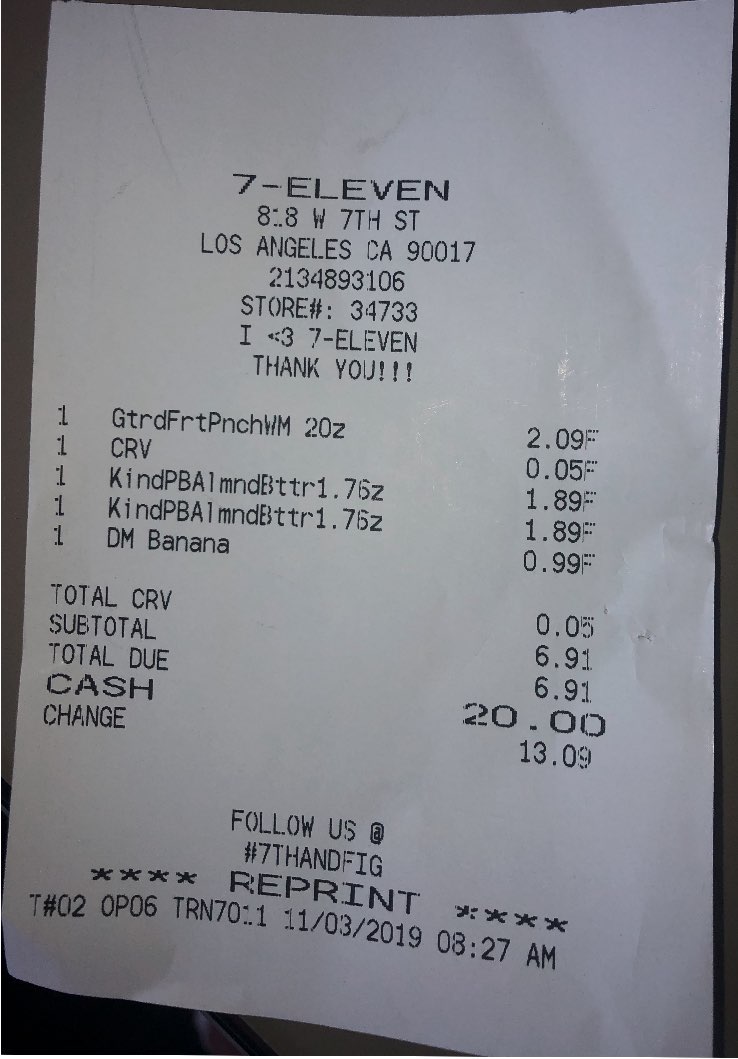 7-ELEVEN
818 W 7TH ST
LOS ANGELES CA 90017
2134893106
STORE#: 34733
I <3 7-ELEVEN
THANK YOU!!!
1 GtrdFrtPnchWM 20z 2.09F
1 CRV 0.05F
1 KindPBAlmndBttr1.76z 1.89F
1 KindPBAlmndBttr1.76z 1.89F
1 DM Banana 0.99F
TOTAL CRV 0.05
SUBTOTAL 6.91
TOTAL DUE 6.91
CASH 20.00
CHANGE 13.09
FOLLOW US @
#7THANDFIG
**** REPRINT ****
T#02 OP06 TRN7011 11/03/2019 08:27 AM